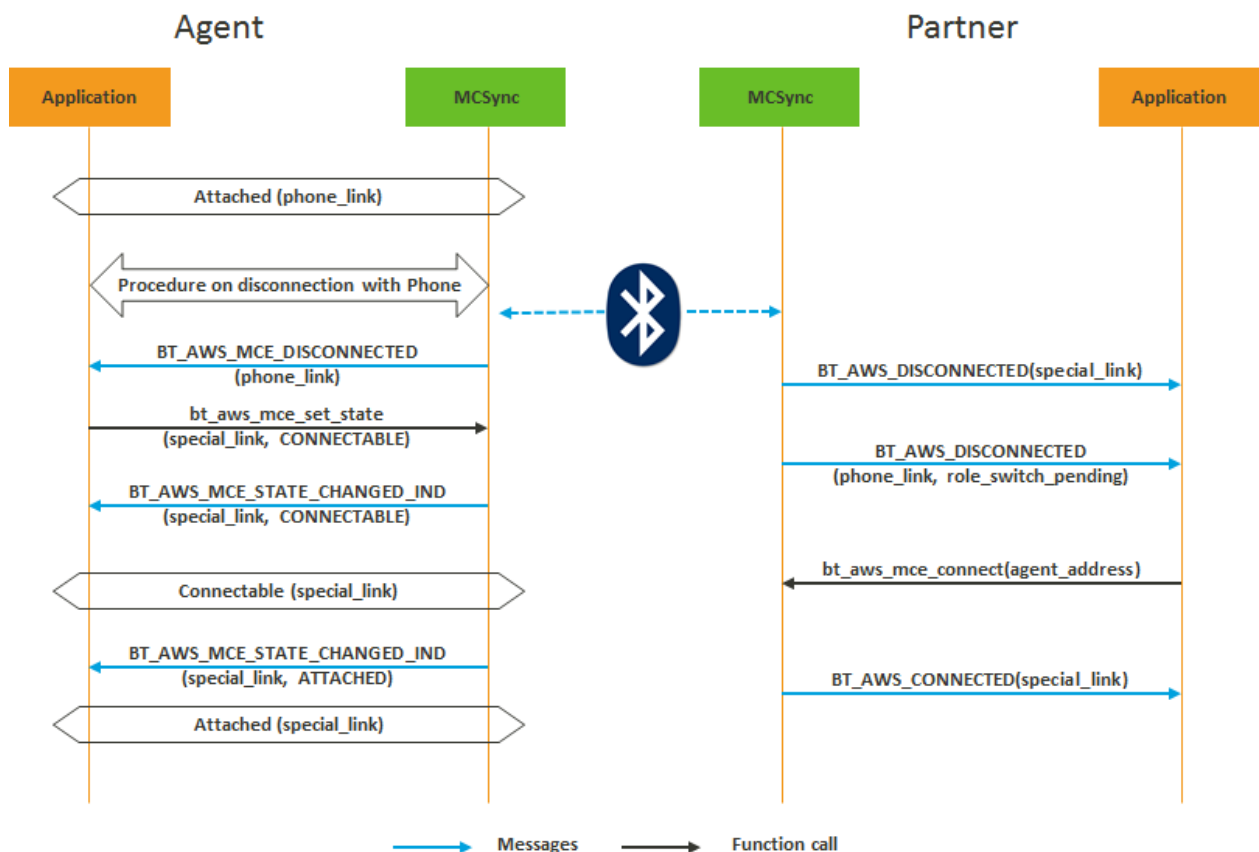 Agent
Partner
Application
MCSync
MCSync
Application
Attached (phone_link)
Procedure on disconnection with Phone
BT_AWS_MCE_DISCONNECTED
(phone_link)
BT_AWS_DISCONNECTED(special_link)
bt_aws_mce_set_state
(special_link, CONNECTABLE)
BT_AWS_DISCONNECTED
(phone_link, role_switch_pending)
BT_AWS_MCE_STATE_CHANGED_IND
(special_link, CONNECTABLE)
bt_aws_mce_connect(agent_address)
Connectable (special_link)
BT_AWS_MCE_STATE_CHANGED_IND
(special_link, ATTACHED)
BT_AWS_CONNECTED(special_link)
Attached (special_link)
Messages
Function call